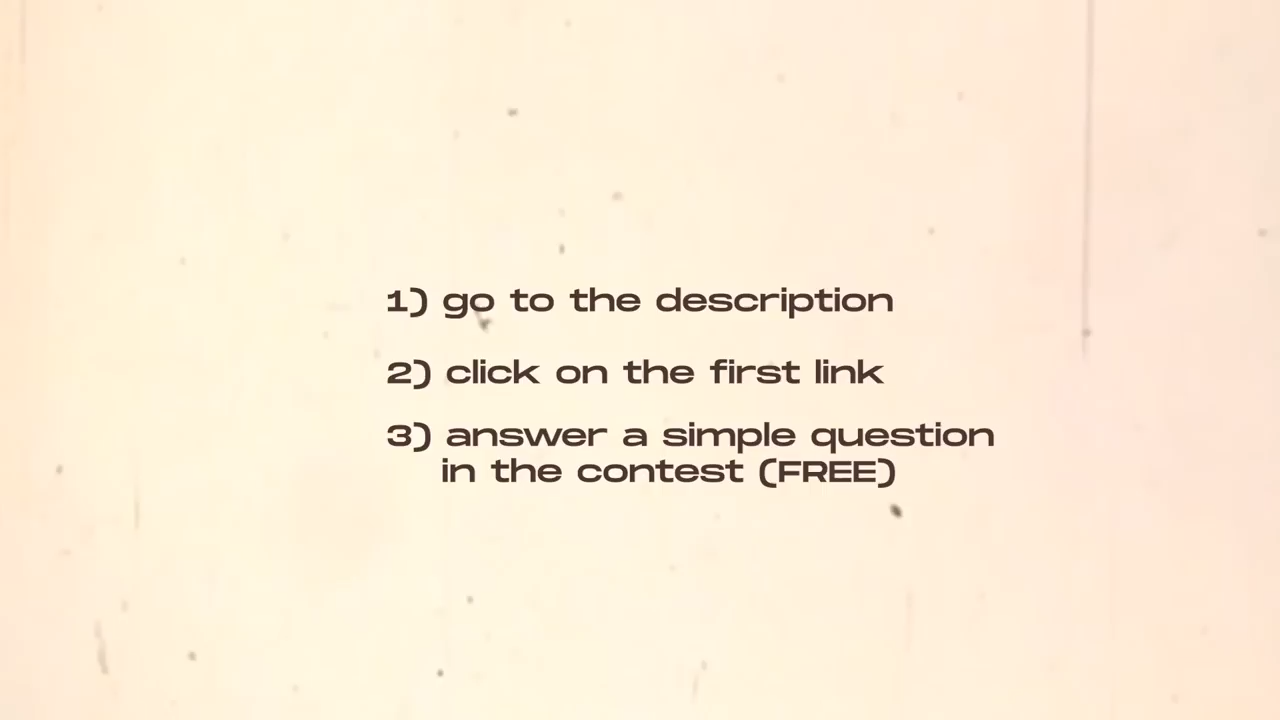 1) go to the description
2) click on the first link
3) answer a simple question
in the contest (FREE)